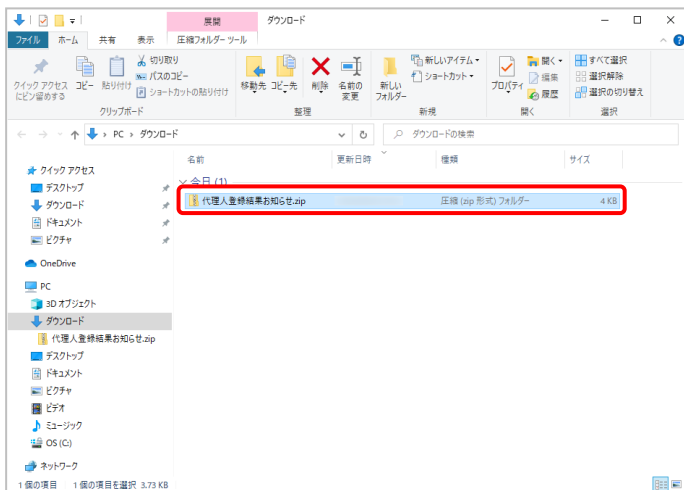 展開 ダウンロード
ファイル ホーム 共有 表示 圧縮フォルダー ツール
クイック アクセスにピン留めする コピー 貼り付け 切り取り パスのコピー ショートカットの貼り付け
移動先 コピー先 削除 名前の変更 新しいフォルダー
新しいアイテム ショートカット プロパティ 開く 編集 履歴
すべて選択 選択解除 選択の切り替え
クリップボード 整理 新規 開く 選択
PC ダウンロード ダウンロードの検索
名前 更新日時 種類 サイズ
今日 (1)
代理人登録結果お知らせ.zip 圧縮 (zip 形式) フォルダー 4 KB
クイック アクセス
デスクトップ
ダウンロード
ドキュメント
ピクチャ
OneDrive
PC
3D オブジェクト
ダウンロード
代理人登録結果お知らせ.zip
デスクトップ
ドキュメント
ピクチャ
ビデオ
ミュージック
OS (C:)
ネットワーク
1 個の項目 1 個の項目を選択 3.73 KB